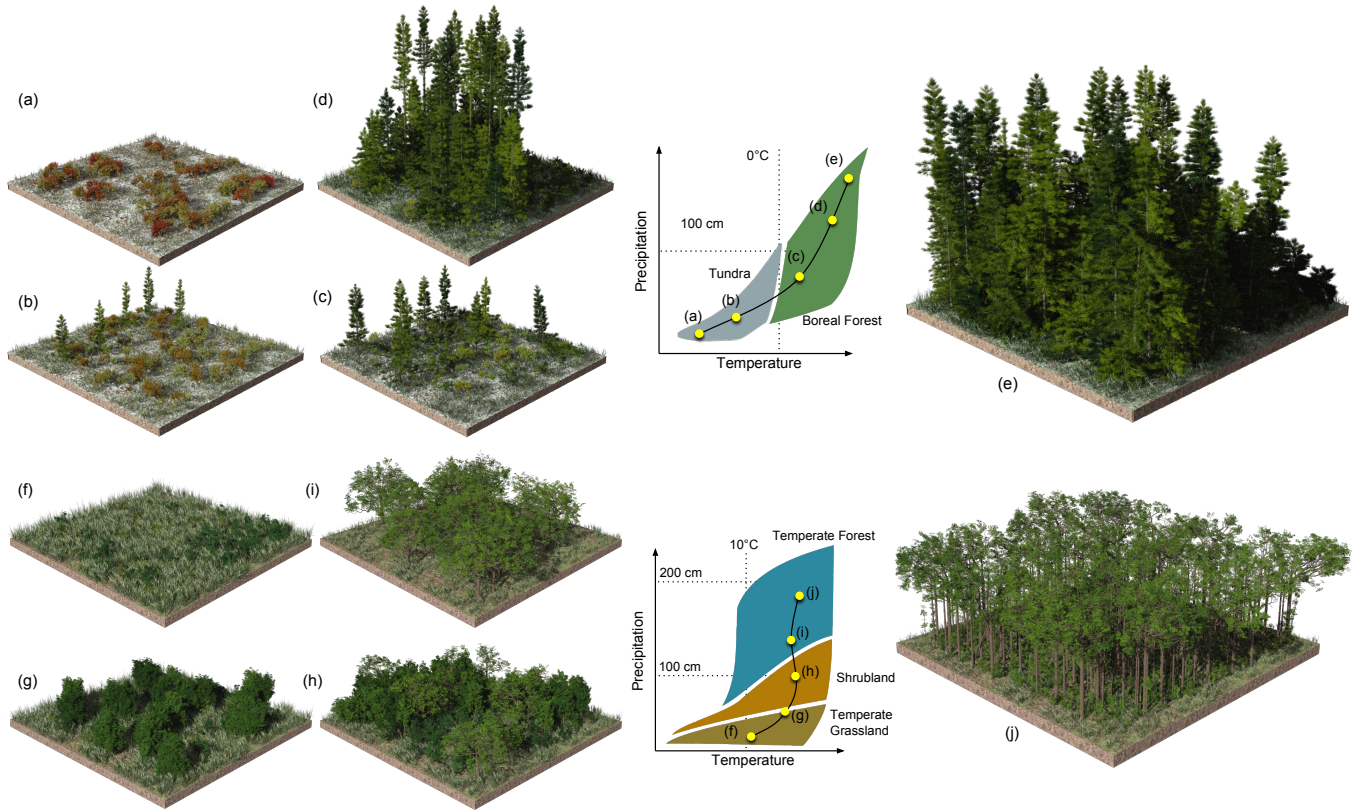 (a)
(d)
(b)
(c)
0°C
100 cm
Precipitation
Tundra
(a)
(b)
(c)
(d)
(e)
Boreal Forest
Temperature
(e)
(f)
(i)
(g)
(h)
10°C
Temperate Forest
200 cm
100 cm
Precipitation
(j)
(i)
(h)
Shrubland
(g)
(f)
Temperate
Grassland
Temperature
(j)